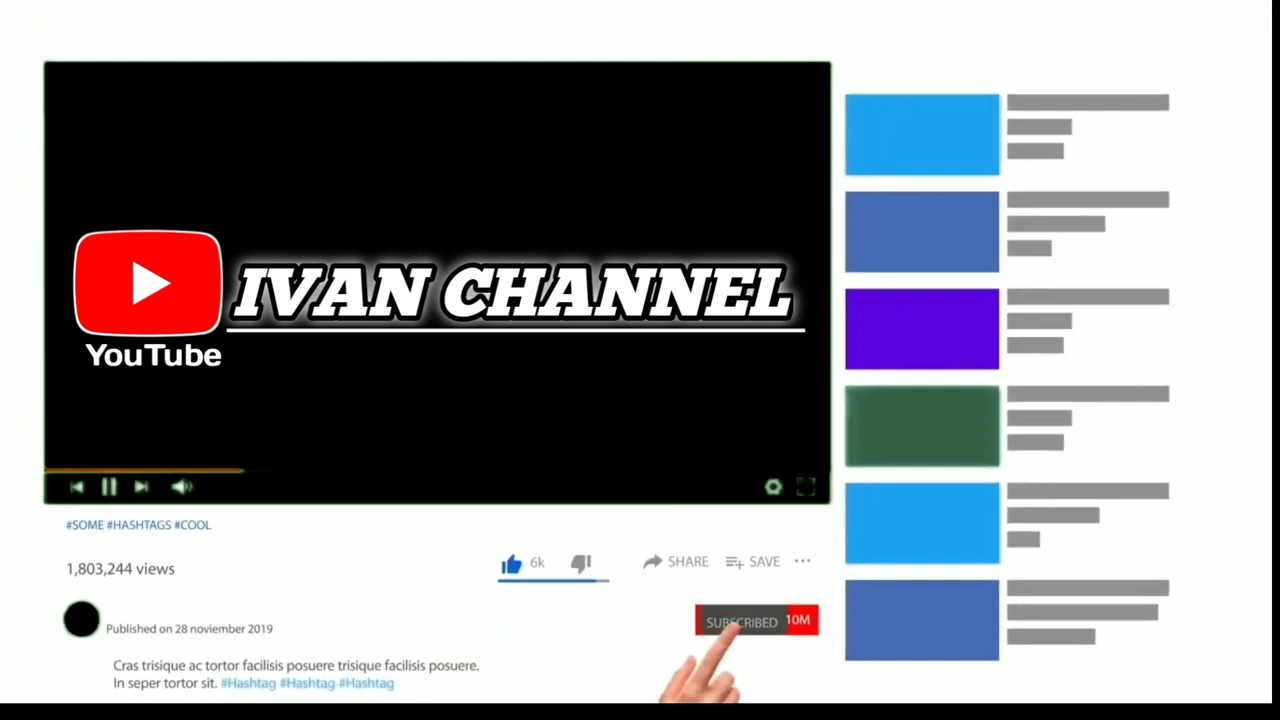 IVAN CHANNEL
YouTube
#SOME #HASHTAGS #COOL
1,803,244 views
6k
SHARE
SAVE
SUBSCRIBED 10M
Published on 28 noviember 2019
Cras trisique ac tortor facilisis posuere trisique facilisis posuere.
In seper tortor sit. #Hashtag #Hashtag #Hashtag